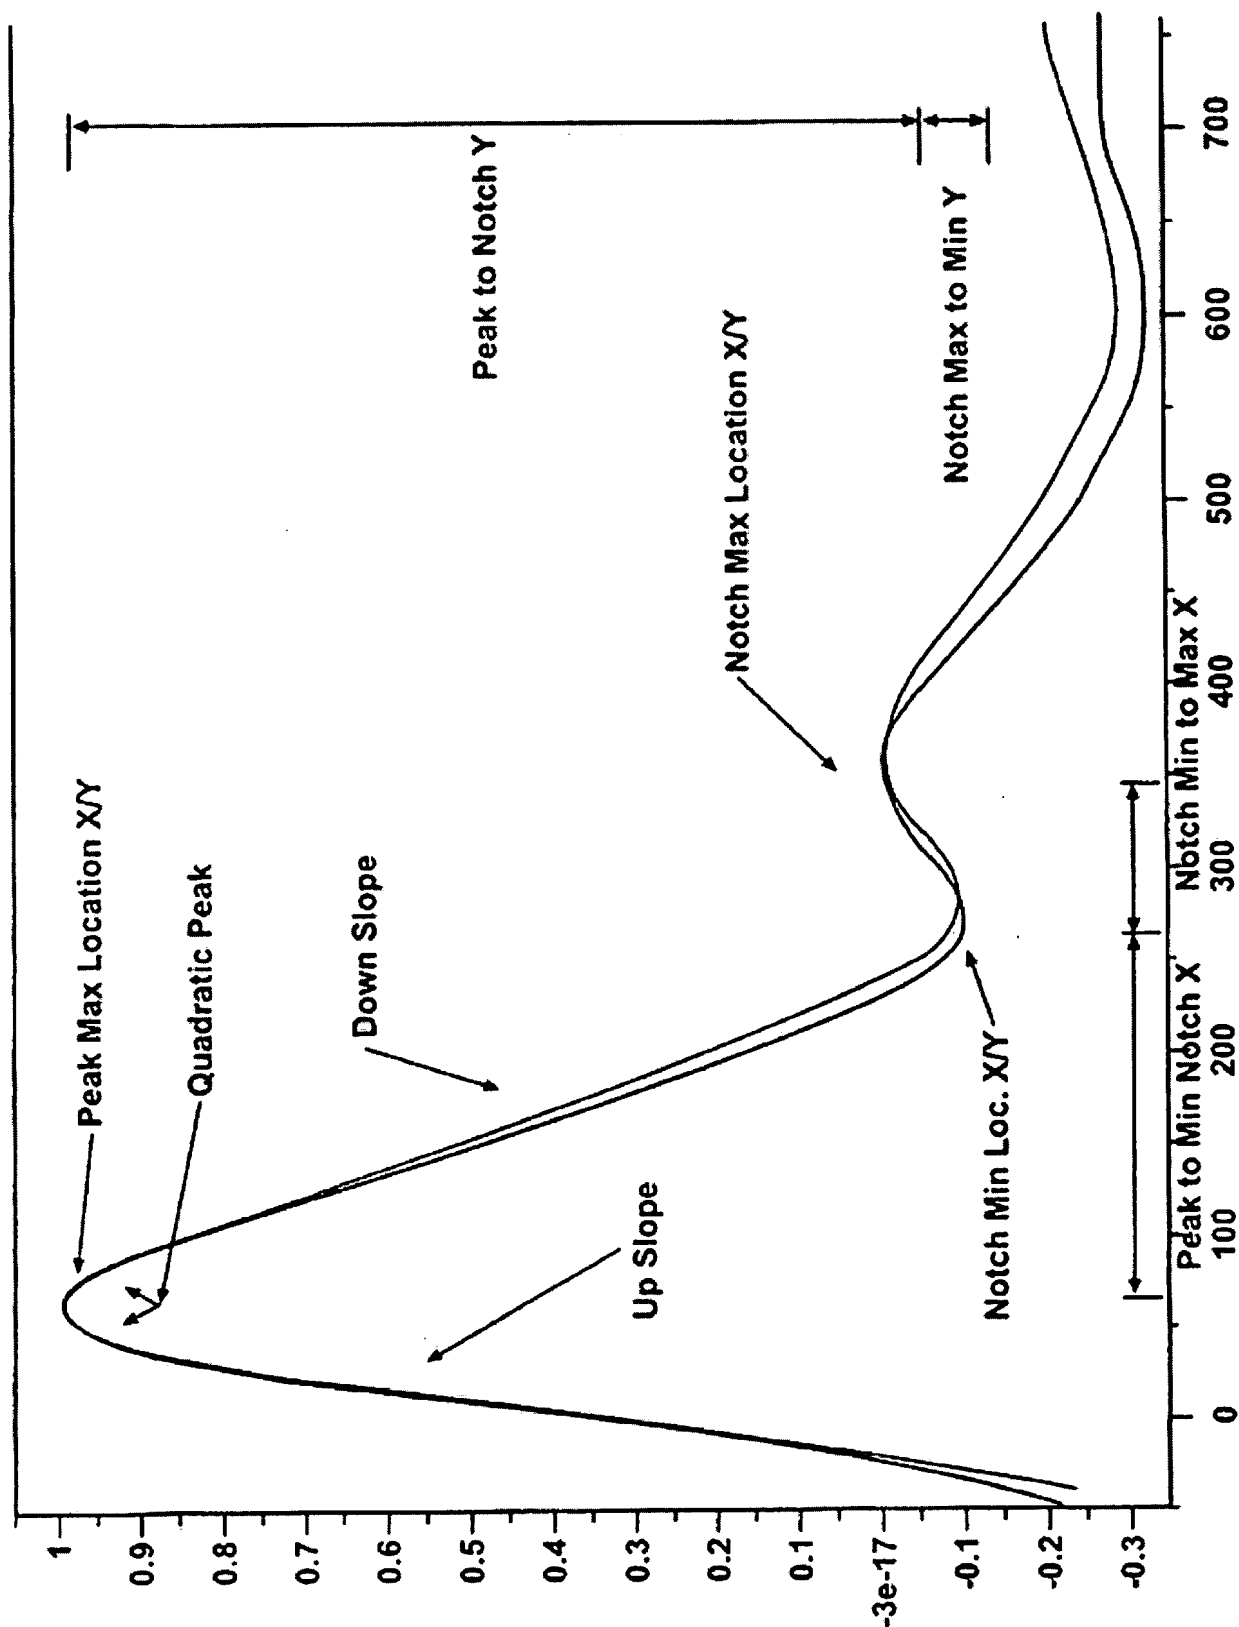 Peak Max Location X/Y
Quadratic Peak
Down Slope
Up Slope
Peak to Notch Y
Notch Max Location X/Y
Notch Max to Min Y
Notch Min Loc. X/Y
Peak to Min Notch X
Notch Min to Max X
1
0.9
0.8
0.7
0.6
0.5
0.4
0.3
0.2
0.1
-3e-17
-0.1
-0.2
-0.3
0
100
200
300
400
500
600
700